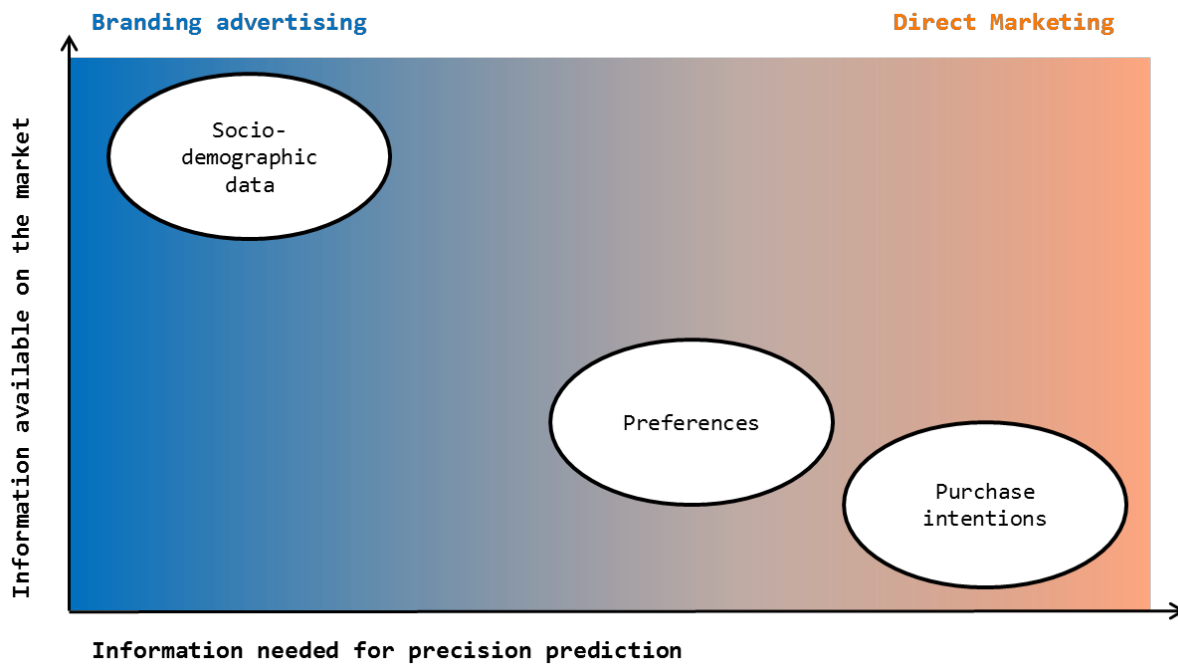 Branding advertising
Direct Marketing
Information available on the market
Socio-
demographic
data
Preferences
Purchase
intentions
Information needed for precision prediction